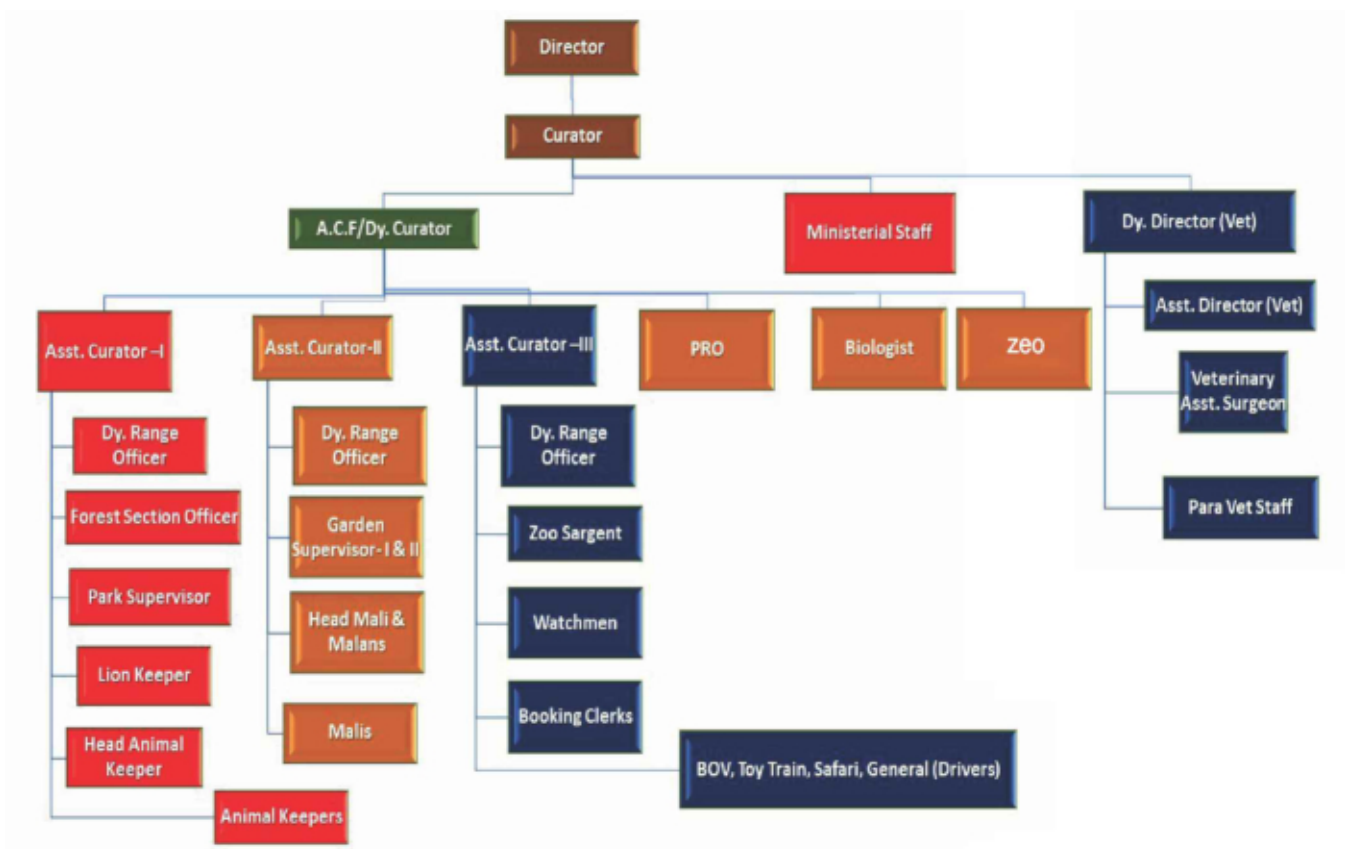 Director
Curator
A.C.F/Dy. Curator
Ministerial Staff
Dy. Director (Vet)
Asst. Director (Vet)
Veterinary
Asst. Surgeon
Para Vet Staff
Asst. Curator –I
Asst. Curator-II
Asst. Curator –III
PRO
Biologist
zeo
Dy. Range
Officer
Forest Section Officer
Park Supervisor
Lion Keeper
Head Animal
Keeper
Animal Keepers
Dy. Range
Officer
Garden
Supervisor- I & II
Head Mali &
Malans
Malis
Dy. Range
Officer
Zoo Sargent
Watchmen
Booking Clerks
BOV, Toy Train, Safari, General (Drivers)